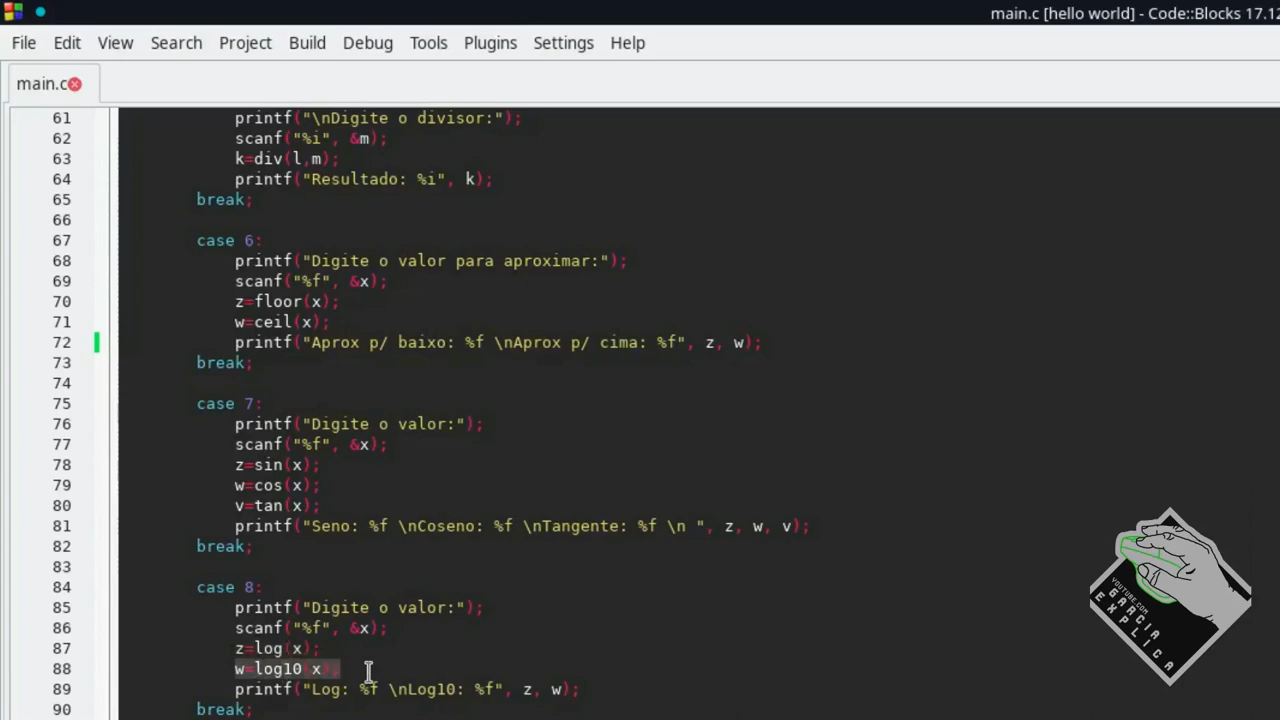 main.c [hello world] - Code::Blocks 17.12
File Edit View Search Project Build Debug Tools Plugins Settings Help
main.c
61 printf("\nDigite o divisor:");
62 scanf("%i", &m);
63 k=div(l,m);
64 printf("Resultado: %i", k);
65 break;
66
67 case 6:
68 printf("Digite o valor para aproximar:");
69 scanf("%f", &x);
70 z=floor(x);
71 w=ceil(x);
72 printf("Aprox p/ baixo: %f \nAprox p/ cima: %f", z, w);
73 break;
74
75 case 7:
76 printf("Digite o valor:");
77 scanf("%f", &x);
78 z=sin(x);
79 w=cos(x);
80 v=tan(x);
81 printf("Seno: %f \nCoseno: %f \nTangente: %f \n ", z, w, v);
82 break;
83
84 case 8:
85 printf("Digite o valor:");
86 scanf("%f", &x);
87 z=log(x);
88 w=log10(x);
89 printf("Log: %f \nLog10: %f", z, w);
90 break;
YOUTUBE.COM
GARCIA
EXPLICA